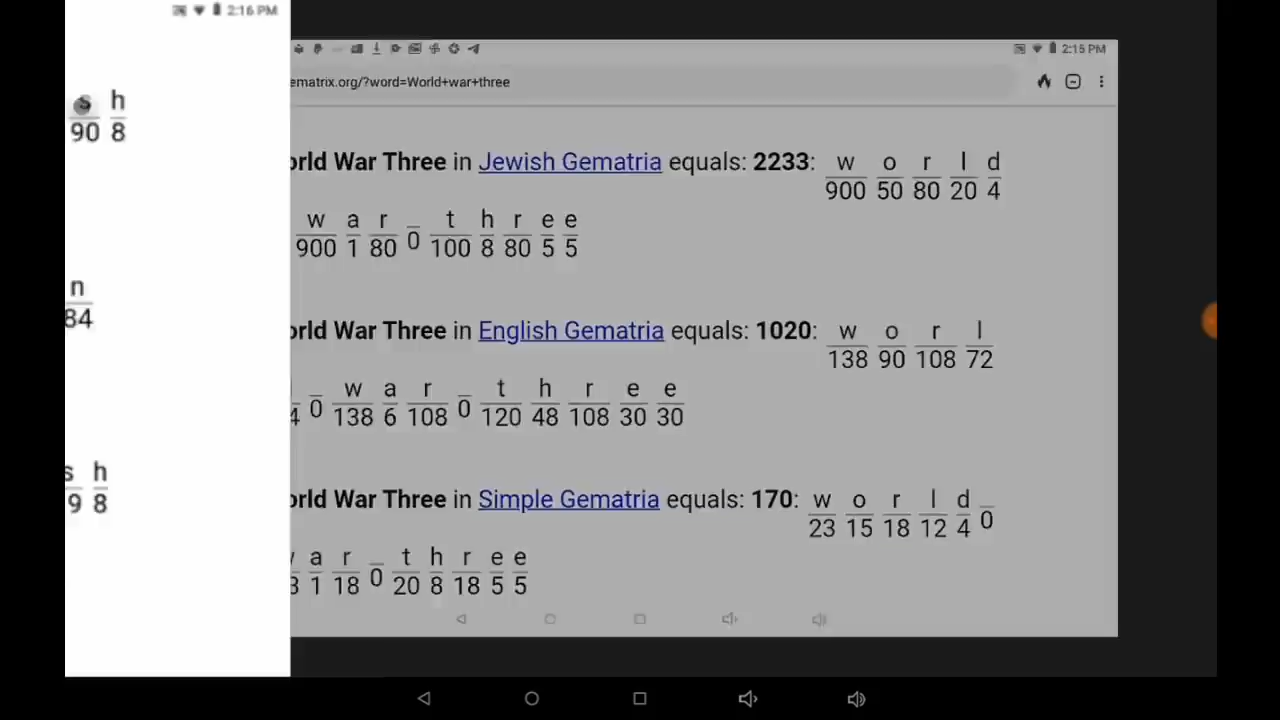 2:16 PM
s h
90 8
n
84
s h
9 8
2:15 PM
ematrix.org/?word=World+war+three
orld War Three in Jewish Gematria equals: 2233: w o r l d
900 50 80 20 4
w a r _ t h r e e
900 1 80 0 100 8 80 5 5
orld War Three in English Gematria equals: 1020: w o r l
138 90 108 72
_ w a r _ t h r e e
4 0 138 6 108 0 120 48 108 30 30
orld War Three in Simple Gematria equals: 170: w o r l d _
23 15 18 12 4 0
a r _ t h r e e
3 1 18 0 20 8 18 5 5